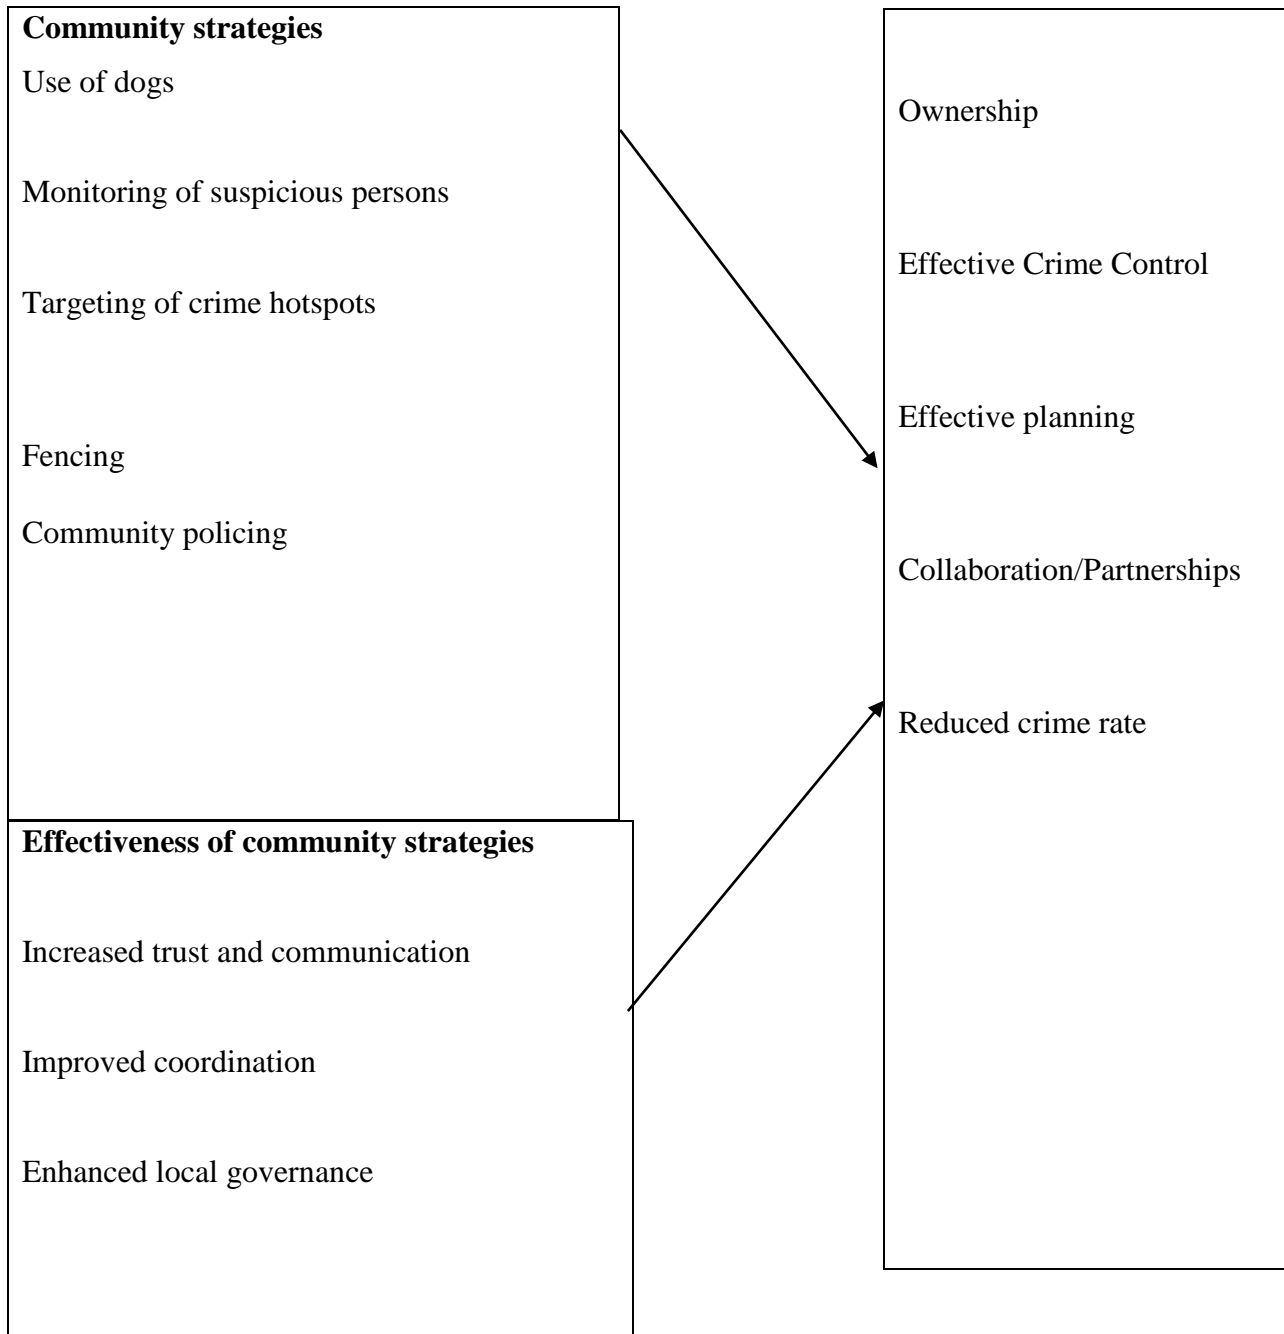 Community strategies
Use of dogs
Monitoring of suspicious persons
Targeting of crime hotspots
Fencing
Community policing
Effectiveness of community strategies
Increased trust and communication
Improved coordination
Enhanced local governance
Ownership
Effective Crime Control
Effective planning
Collaboration/Partnerships
Reduced crime rate